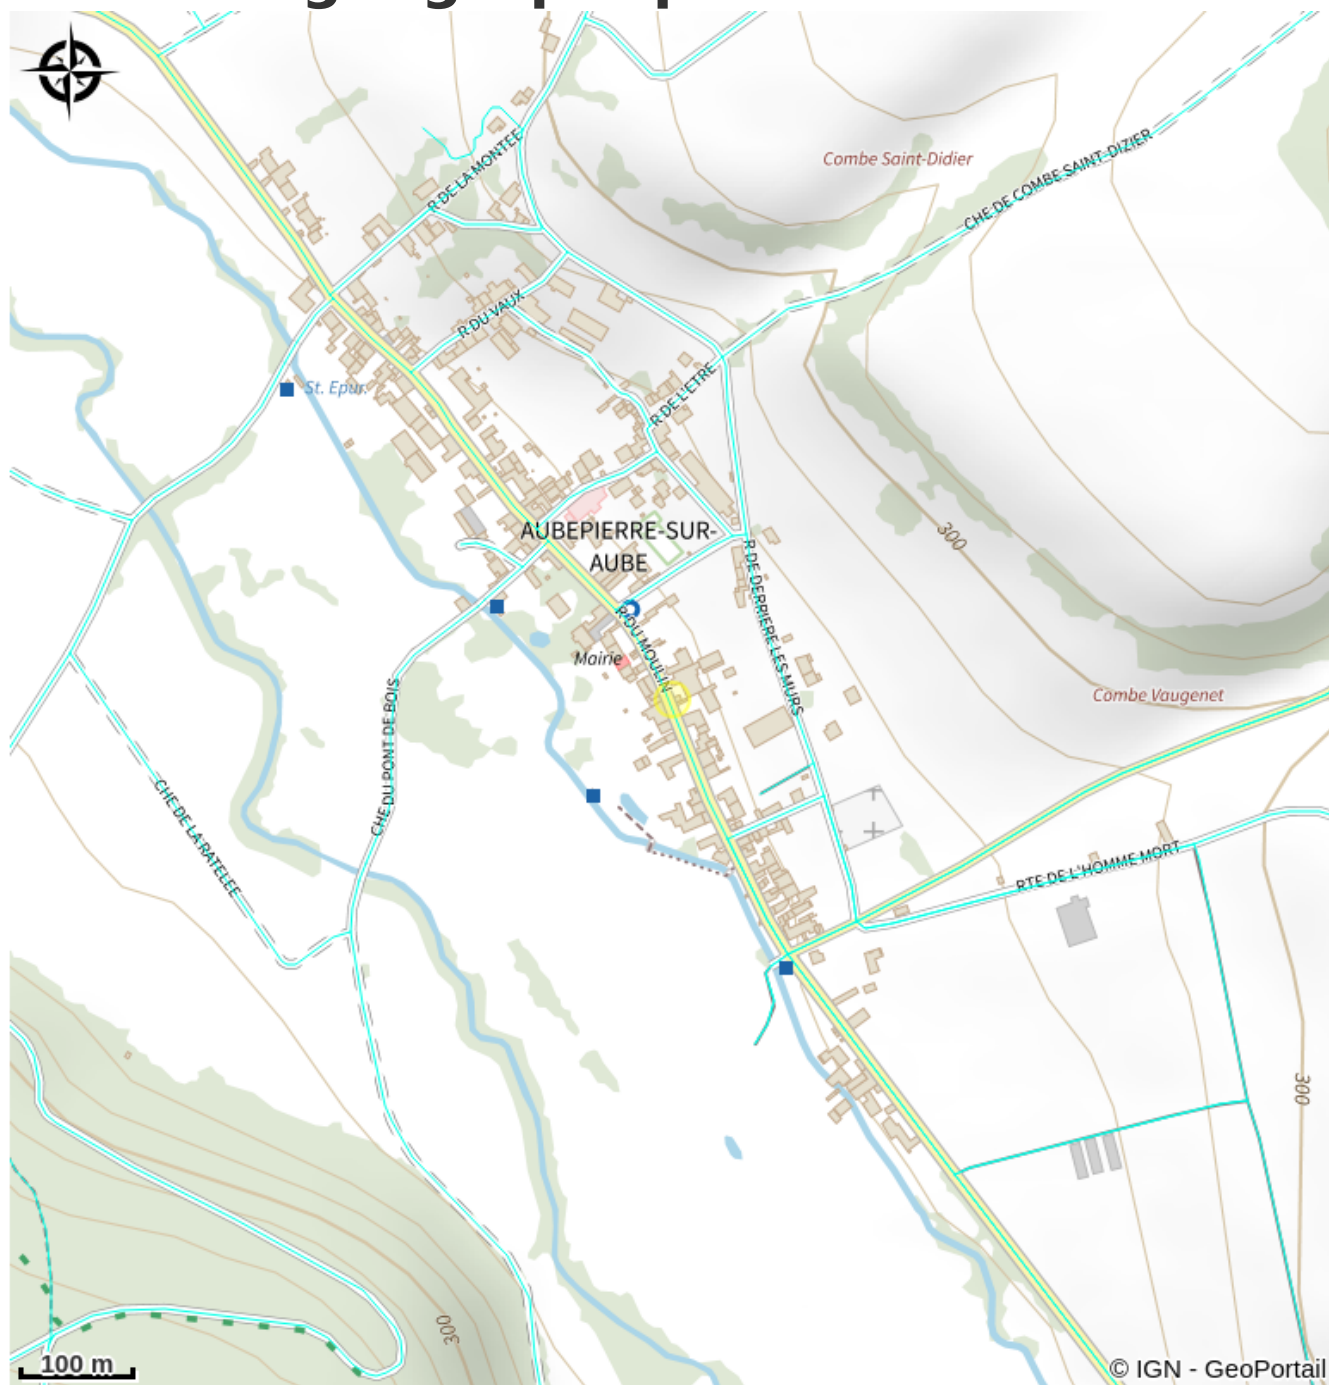 R DE LA MONTEE
Combe Saint-Didier
CHE DE COMBE SAINT-DIZIER
R DU VAUX
St. Epur.
R DE L'ETRE
AUBEPIERRE-SUR-
AUBE
300
R DE DERRIERE LES MURS
R DU MOULIN
Mairie
CHE DU PONT DE BOIS
Combe Vaugenet
CHE DE LA RATELEE
RTE DE L'HOMME MORT
300
300
100 m
© IGN - GeoPortail